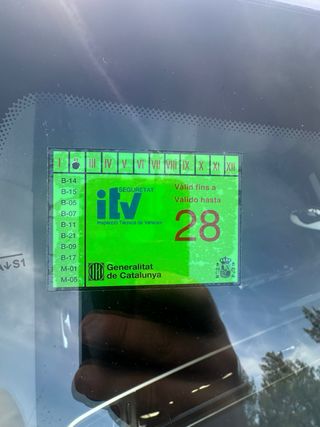 I II III IV V VI VII VIII IX X XI XII
B-14
B-15
B-05
B-07
B-11
B-21
B-09
B-17
M-01
M-05
SEGURETAT
itv
Inspecció Tècnica de Vehicles
Vàlid fins a
Válido hasta
28
Generalitat
de Catalunya
A↓S1